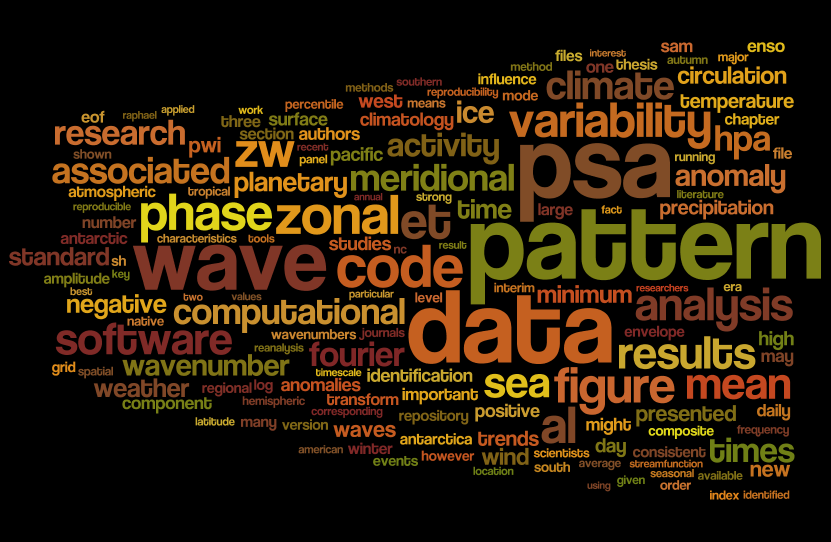 sam
enso
files
interest
one
thesis
autumn
major
method
southern
influence
climate
circulation
methods
reproducibility
mode
temperature
eof
raphael
applied
work
percentile
west
means
ice
variability
chapter
three
surface
climatology
hpa
research
pwi
section
authors
zw
recent
activity
psa
file
shown
panel
pacific
running
associated
planetary
meridional
anomaly
atmospheric
tropical
annual
strong
literature
reproducible
phase
zonal
et
time
large
fact
precipitation
number
pattern
antarctic
characteristics
tools
studies
nc
result
standard
sh
wave
code
amplitude
key
interim
researchers
era
best
two
values
particular
level
data
minimum
analysis
negative
computational
native
wavenumbers
journals
envelope
software
reanalysis
fourier
results
high
may
grid
spatial
wavenumber
timescale
identification
sea
figure
mean
weather
regional
log
anomalies
important
component
hemispheric
transform
corresponding
repository
positive
al
might
presented
daily
latitude
many
version
waves
composite
frequency
antarctica
trends
day
consistent
times
american
winter
however
wind
scientists
events
south
average
streamfunction
new
location
seasonal
available
using
given
order
index
identified